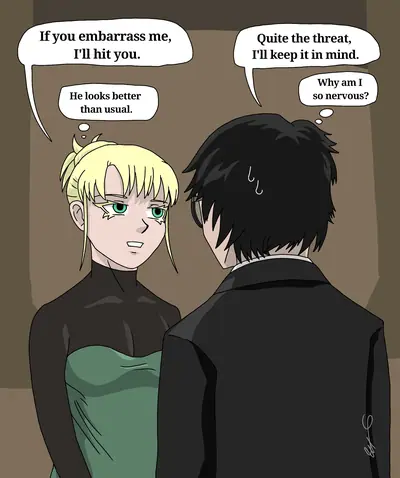 If you embarrass me,
I'll hit you.
He looks better
than usual.
Quite the threat,
I'll keep it in mind.
Why am I
so nervous?